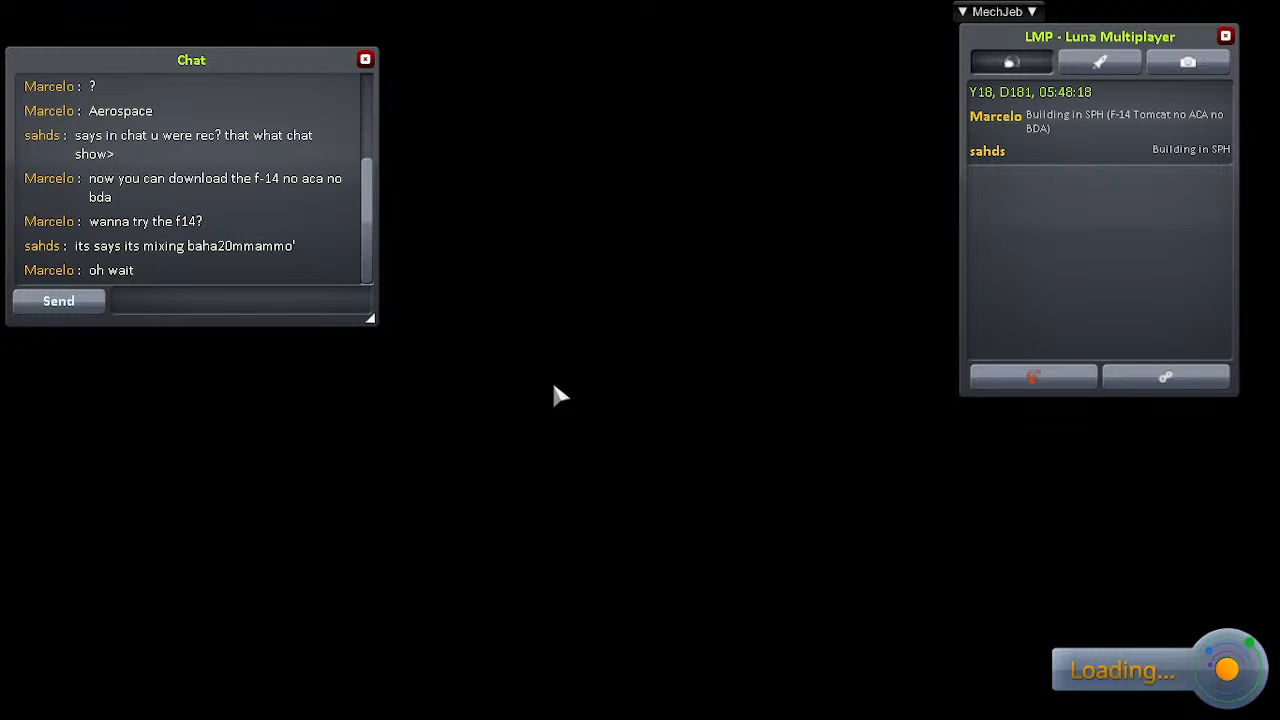 ▼ MechJeb ▼
Chat
Marcelo : ?
Marcelo : Aerospace
sahds : says in chat u were rec? that what chat
show>
Marcelo : now you can download the f-14 no aca no
bda
Marcelo : wanna try the f14?
sahds : its says its mixing baha20mmammo'
Marcelo : oh wait
Send
LMP - Luna Multiplayer
Y18, D181, 05:48:18
Marcelo Building in SPH (F-14 Tomcat no ACA no
BDA)
sahds Building in SPH
Loading...